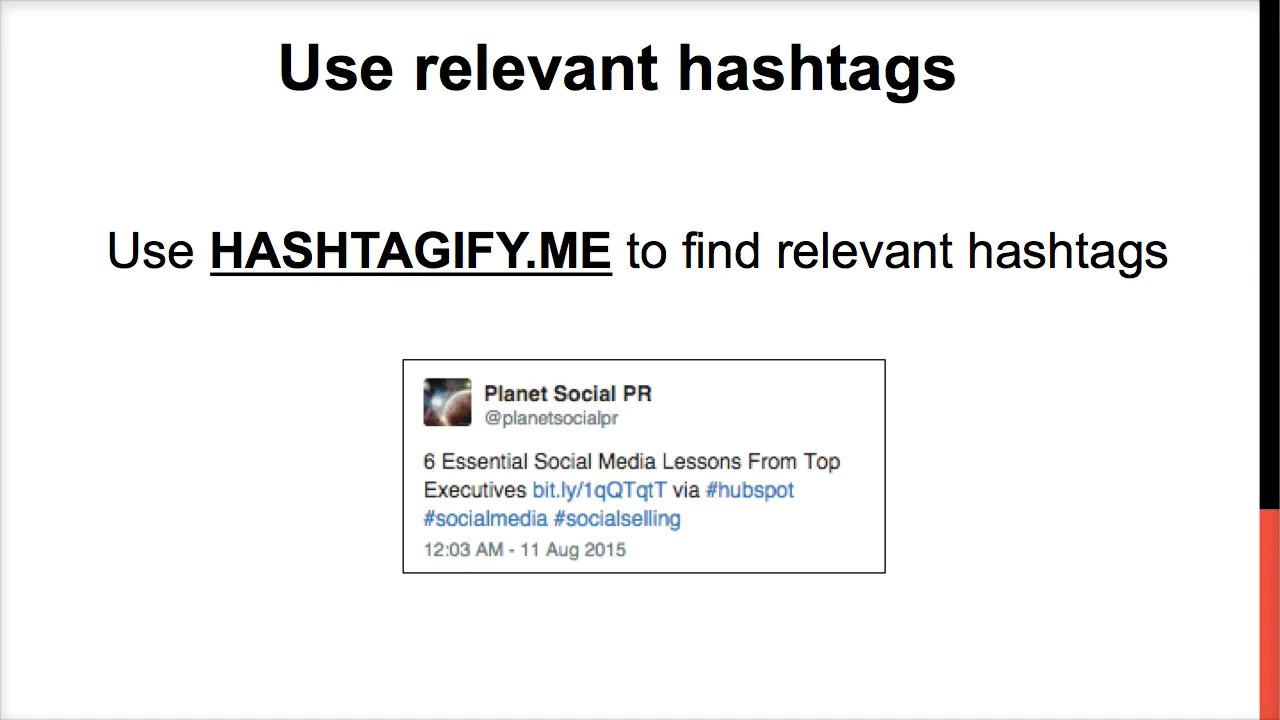 Use relevant hashtags
Use HASHTAGIFY.ME to find relevant hashtags
Planet Social PR
@planetsocialpr
6 Essential Social Media Lessons From Top
Executives bit.ly/1qQTqtT via #hubspot
#socialmedia #socialselling
12:03 AM - 11 Aug 2015